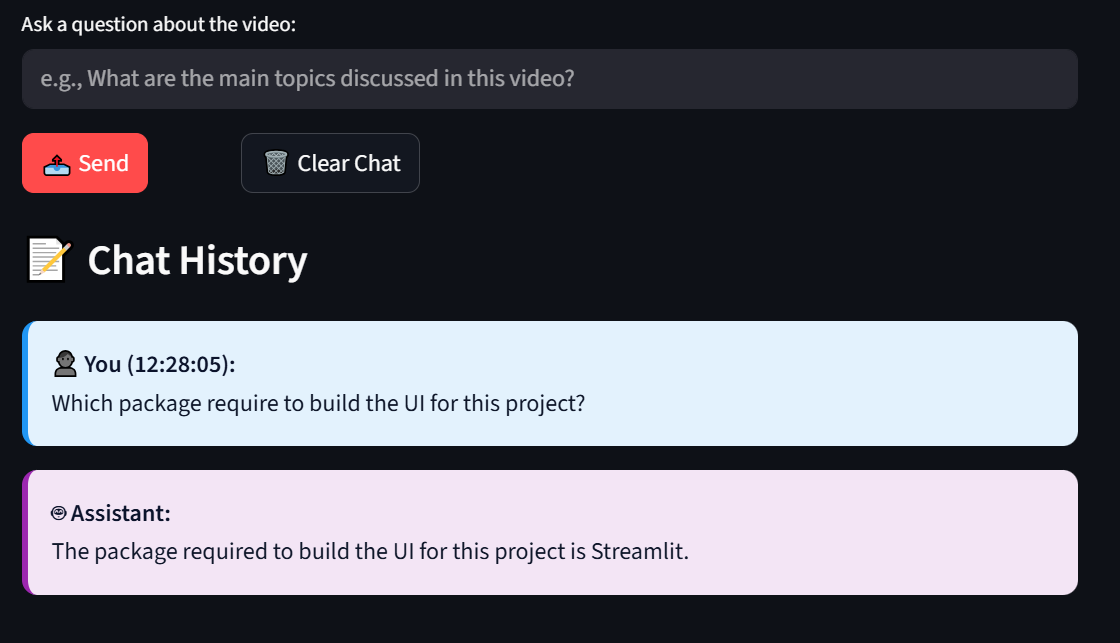 Ask a question about the video:
e.g., What are the main topics discussed in this video?
Send
Clear Chat
Chat History
You (12:28:05):
Which package require to build the UI for this project?
Assistant:
The package required to build the UI for this project is Streamlit.